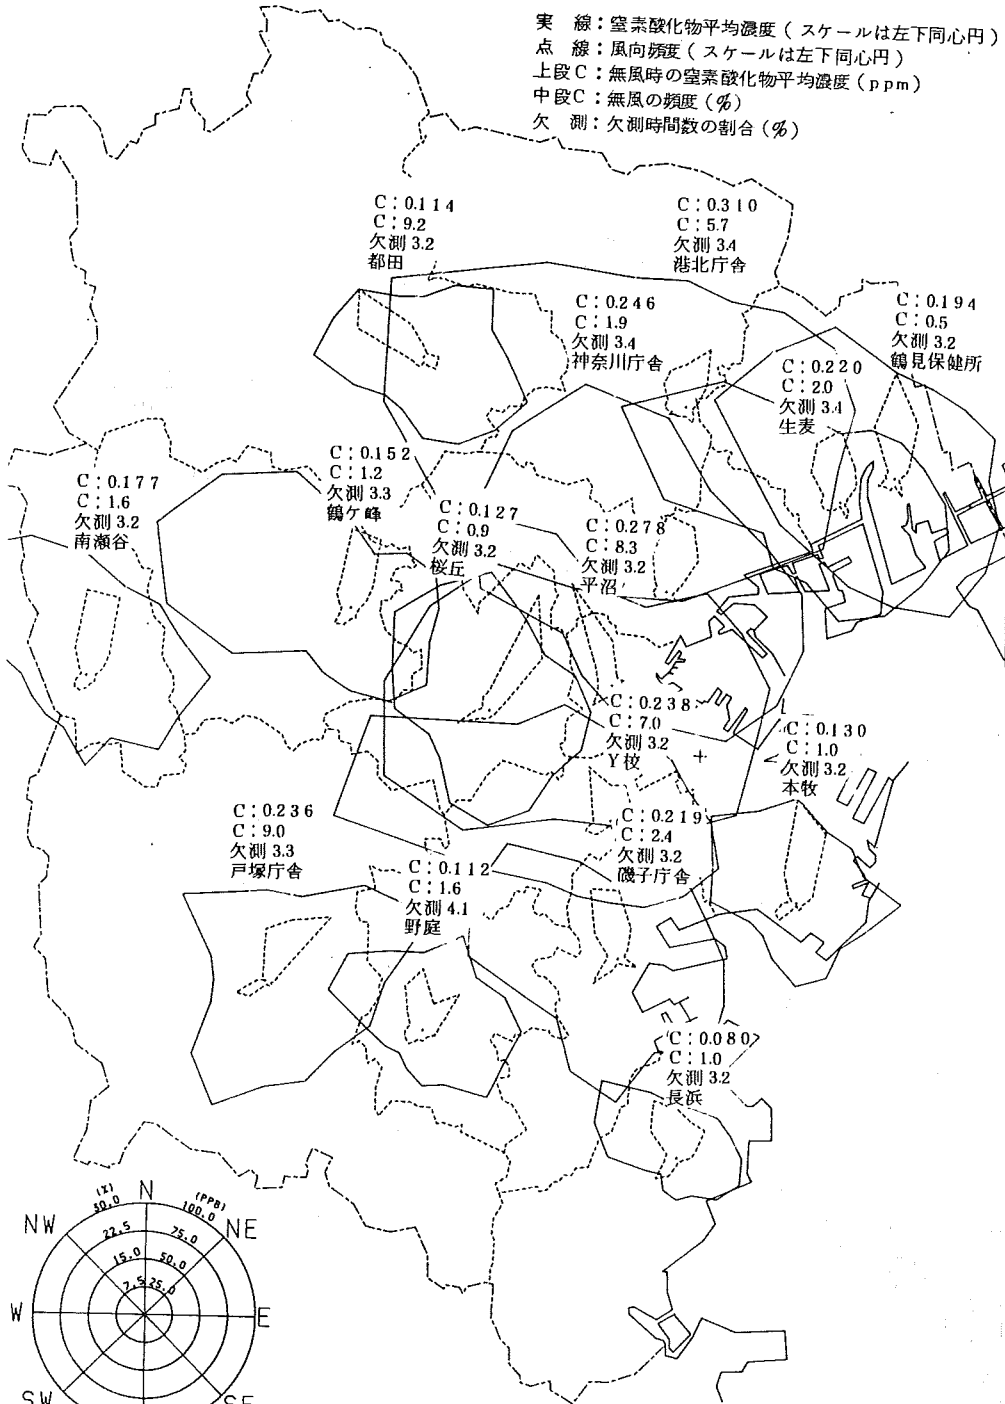 実 線：窒素酸化物平均濃度（スケールは左下同心円）
点 線：風向頻度（スケールは左下同心円）
上段C：無風時の窒素酸化物平均濃度（ppm）
中段C：無風の頻度（%）
欠 測：欠測時間数の割合（%）
C：0.114
C：9.2
欠測 3.2
都田
C：0.310
C：5.7
欠測 3.4
港北庁舎
C：0.246
C：1.9
欠測 3.4
神奈川庁舎
C：0.194
C：0.5
欠測 3.2
鶴見保健所
C：0.220
C：2.0
欠測 3.4
生麦
C：0.177
C：1.6
欠測 3.2
南瀬谷
C：0.152
C：1.2
欠測 3.3
鶴ケ峰
C：0.127
C：0.9
欠測 3.2
桜丘
C：0.278
C：8.3
欠測 3.2
平沼
C：0.238
C：7.0
欠測 3.2
Y校
C：0.130
C：1.0
欠測 3.2
本牧
C：0.236
C：9.0
欠測 3.3
戸塚庁舎
C：0.219
C：2.4
欠測 3.2
磯子庁舎
C：0.112
C：1.6
欠測 4.1
野庭
C：0.080
C：1.0
欠測 3.2
長浜
(%) N (PPB)
30.0 100.0
NW 22.5 75.0 NE
15.0 50.0
7.5 25.0
W E
SW SE